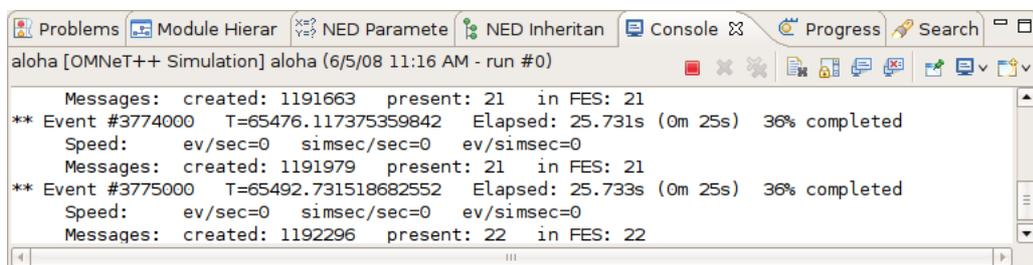 Problems Module Hierar NED Paramete NED Inheritan Console Progress Search
aloha [OMNeT++ Simulation] aloha (6/5/08 11:16 AM - run #0)
Messages: created: 1191663 present: 21 in FES: 21
** Event #3774000 T=65476.117375359842 Elapsed: 25.731s (0m 25s) 36% completed
Speed: ev/sec=0 simsec/sec=0 ev/simsec=0
Messages: created: 1191979 present: 21 in FES: 21
** Event #3775000 T=65492.731518682552 Elapsed: 25.733s (0m 25s) 36% completed
Speed: ev/sec=0 simsec/sec=0 ev/simsec=0
Messages: created: 1192296 present: 22 in FES: 22